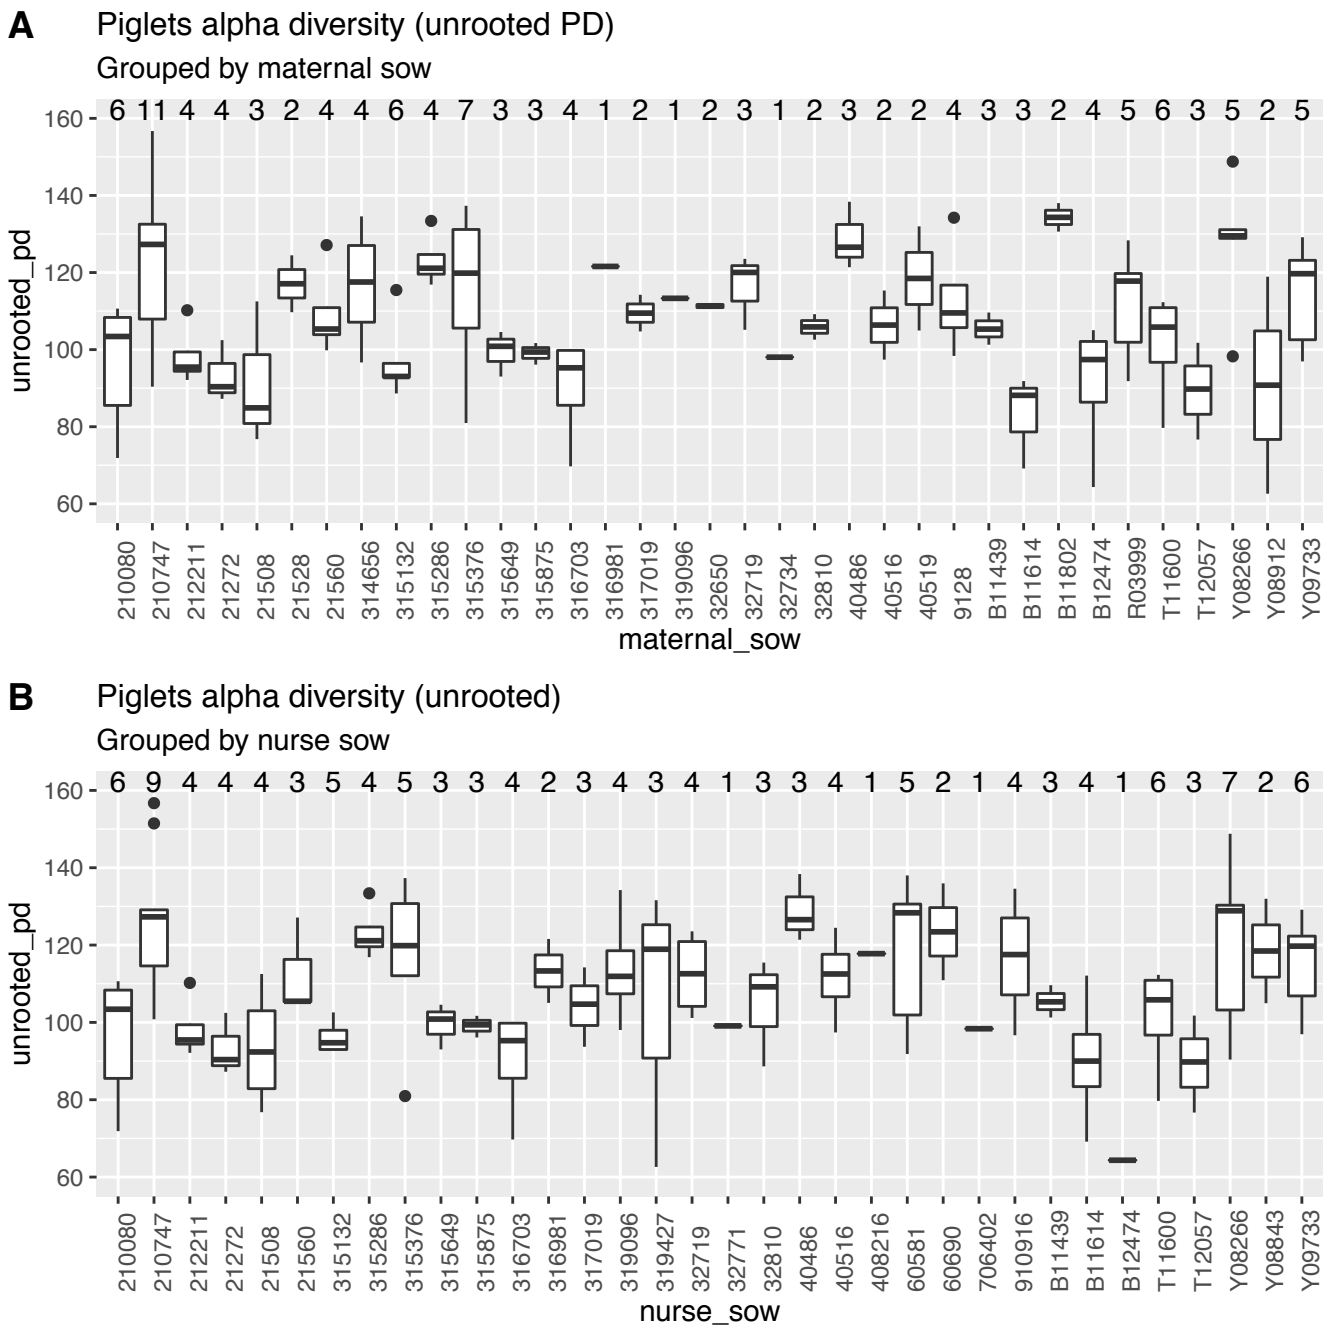 A Piglets alpha diversity (unrooted PD)
Grouped by maternal sow
6 11 4 4 3 2 4 4 6 4 7 3 3 4 1 2 1 2 3 1 2 3 2 2 4 3 3 2 4 5 6 3 5 2 5
160
140
120
100
80
60
unrooted_pd
210080 210747 212211 21272 21508 21528 21560 314656 315132 315286 315376 315649 315875 316703 316981 317019 319096 32650 32719 32734 32810 40486 40516 40519 9128 B11439 B11614 B11802 B12474 R03999 T11600 T12057 Y08266 Y08912 Y09733
maternal_sow
B Piglets alpha diversity (unrooted)
Grouped by nurse sow
6 9 4 4 4 3 5 4 5 3 3 4 2 3 4 3 4 1 3 3 4 1 5 2 1 4 3 4 1 6 3 7 2 6
160
140
120
100
80
60
unrooted_pd
210080 210747 212211 21272 21508 21560 315132 315286 315376 315649 315875 316703 316981 317019 319096 319427 32719 32771 32810 40486 40516 408216 60581 60690 706402 910916 B11439 B11614 B12474 T11600 T12057 Y08266 Y08843 Y09733
nurse_sow